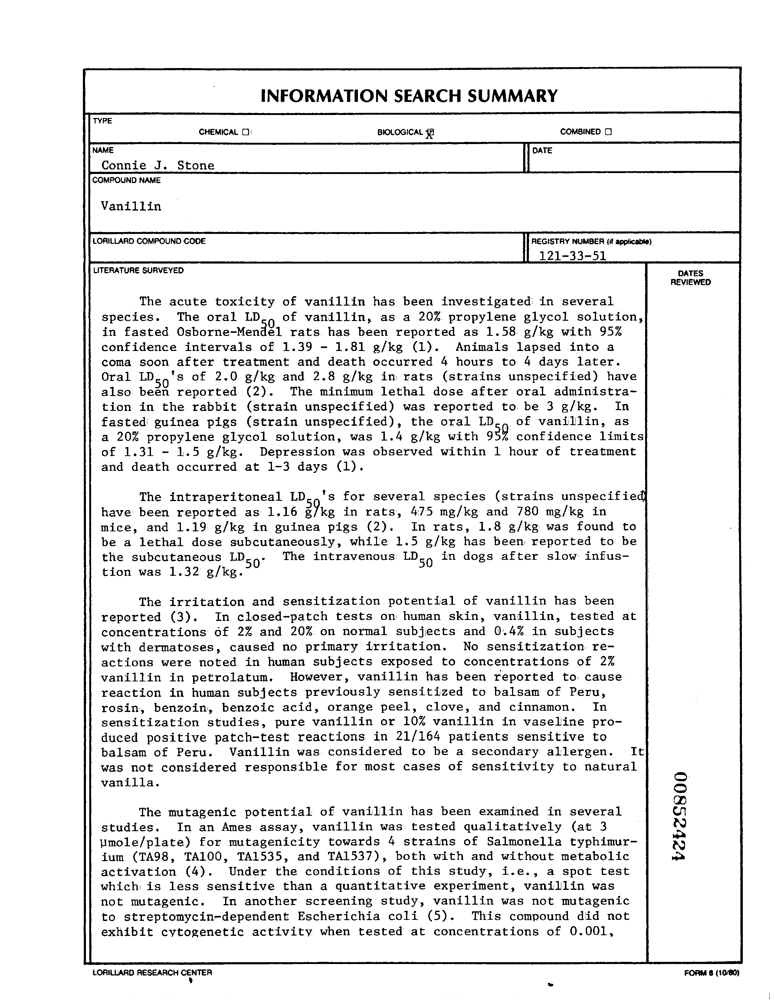 INFORMATION SEARCH SUMMARY
TYPE
CHEMICAL ☐ BIOLOGICAL ☒ COMBINED ☐
NAME DATE
Connie J. Stone
COMPOUND NAME
Vanillin
LORILLARD COMPOUND CODE REGISTRY NUMBER (if applicable)
121-33-51
LITERATURE SURVEYED DATES
REVIEWED
The acute toxicity of vanillin has been investigated in several
species. The oral LD50 of vanillin, as a 20% propylene glycol solution,
in fasted Osborne-Mendel rats has been reported as 1.58 g/kg with 95%
confidence intervals of 1.39 - 1.81 g/kg (1). Animals lapsed into a
coma soon after treatment and death occurred 4 hours to 4 days later.
Oral LD50's of 2.0 g/kg and 2.8 g/kg in rats (strains unspecified) have
also been reported (2). The minimum lethal dose after oral administra-
tion in the rabbit (strain unspecified) was reported to be 3 g/kg. In
fasted guinea pigs (strain unspecified), the oral LD50 of vanillin, as
a 20% propylene glycol solution, was 1.4 g/kg with 95% confidence limits
of 1.31 - 1.5 g/kg. Depression was observed within 1 hour of treatment
and death occurred at 1-3 days (1).
The intraperitoneal LD50's for several species (strains unspecified)
have been reported as 1.16 g/kg in rats, 475 mg/kg and 780 mg/kg in
mice, and 1.19 g/kg in guinea pigs (2). In rats, 1.8 g/kg was found to
be a lethal dose subcutaneously, while 1.5 g/kg has been reported to be
the subcutaneous LD50. The intravenous LD50 in dogs after slow infus-
tion was 1.32 g/kg.
The irritation and sensitization potential of vanillin has been
reported (3). In closed-patch tests on human skin, vanillin, tested at
concentrations of 2% and 20% on normal subjects and 0.4% in subjects
with dermatoses, caused no primary irritation. No sensitization re-
actions were noted in human subjects exposed to concentrations of 2%
vanillin in petrolatum. However, vanillin has been reported to cause
reaction in human subjects previously sensitized to balsam of Peru,
rosin, benzoin, benzoic acid, orange peel, clove, and cinnamon. In
sensitization studies, pure vanillin or 10% vanillin in vaseline pro-
duced positive patch-test reactions in 21/164 patients sensitive to
balsam of Peru. Vanillin was considered to be a secondary allergen. It
was not considered responsible for most cases of sensitivity to natural
vanilla.
The mutagenic potential of vanillin has been examined in several
studies. In an Ames assay, vanillin was tested qualitatively (at 3
µmole/plate) for mutagenicity towards 4 strains of Salmonella typhimur-
ium (TA98, TA100, TA1535, and TA1537), both with and without metabolic
activation (4). Under the conditions of this study, i.e., a spot test
which is less sensitive than a quantitative experiment, vanillin was
not mutagenic. In another screening study, vanillin was not mutagenic
to streptomycin-dependent Escherichia coli (5). This compound did not
exhibit cytogenetic activity when tested at concentrations of 0.001,
00852424
LORILLARD RESEARCH CENTER FORM 8 (10/80)